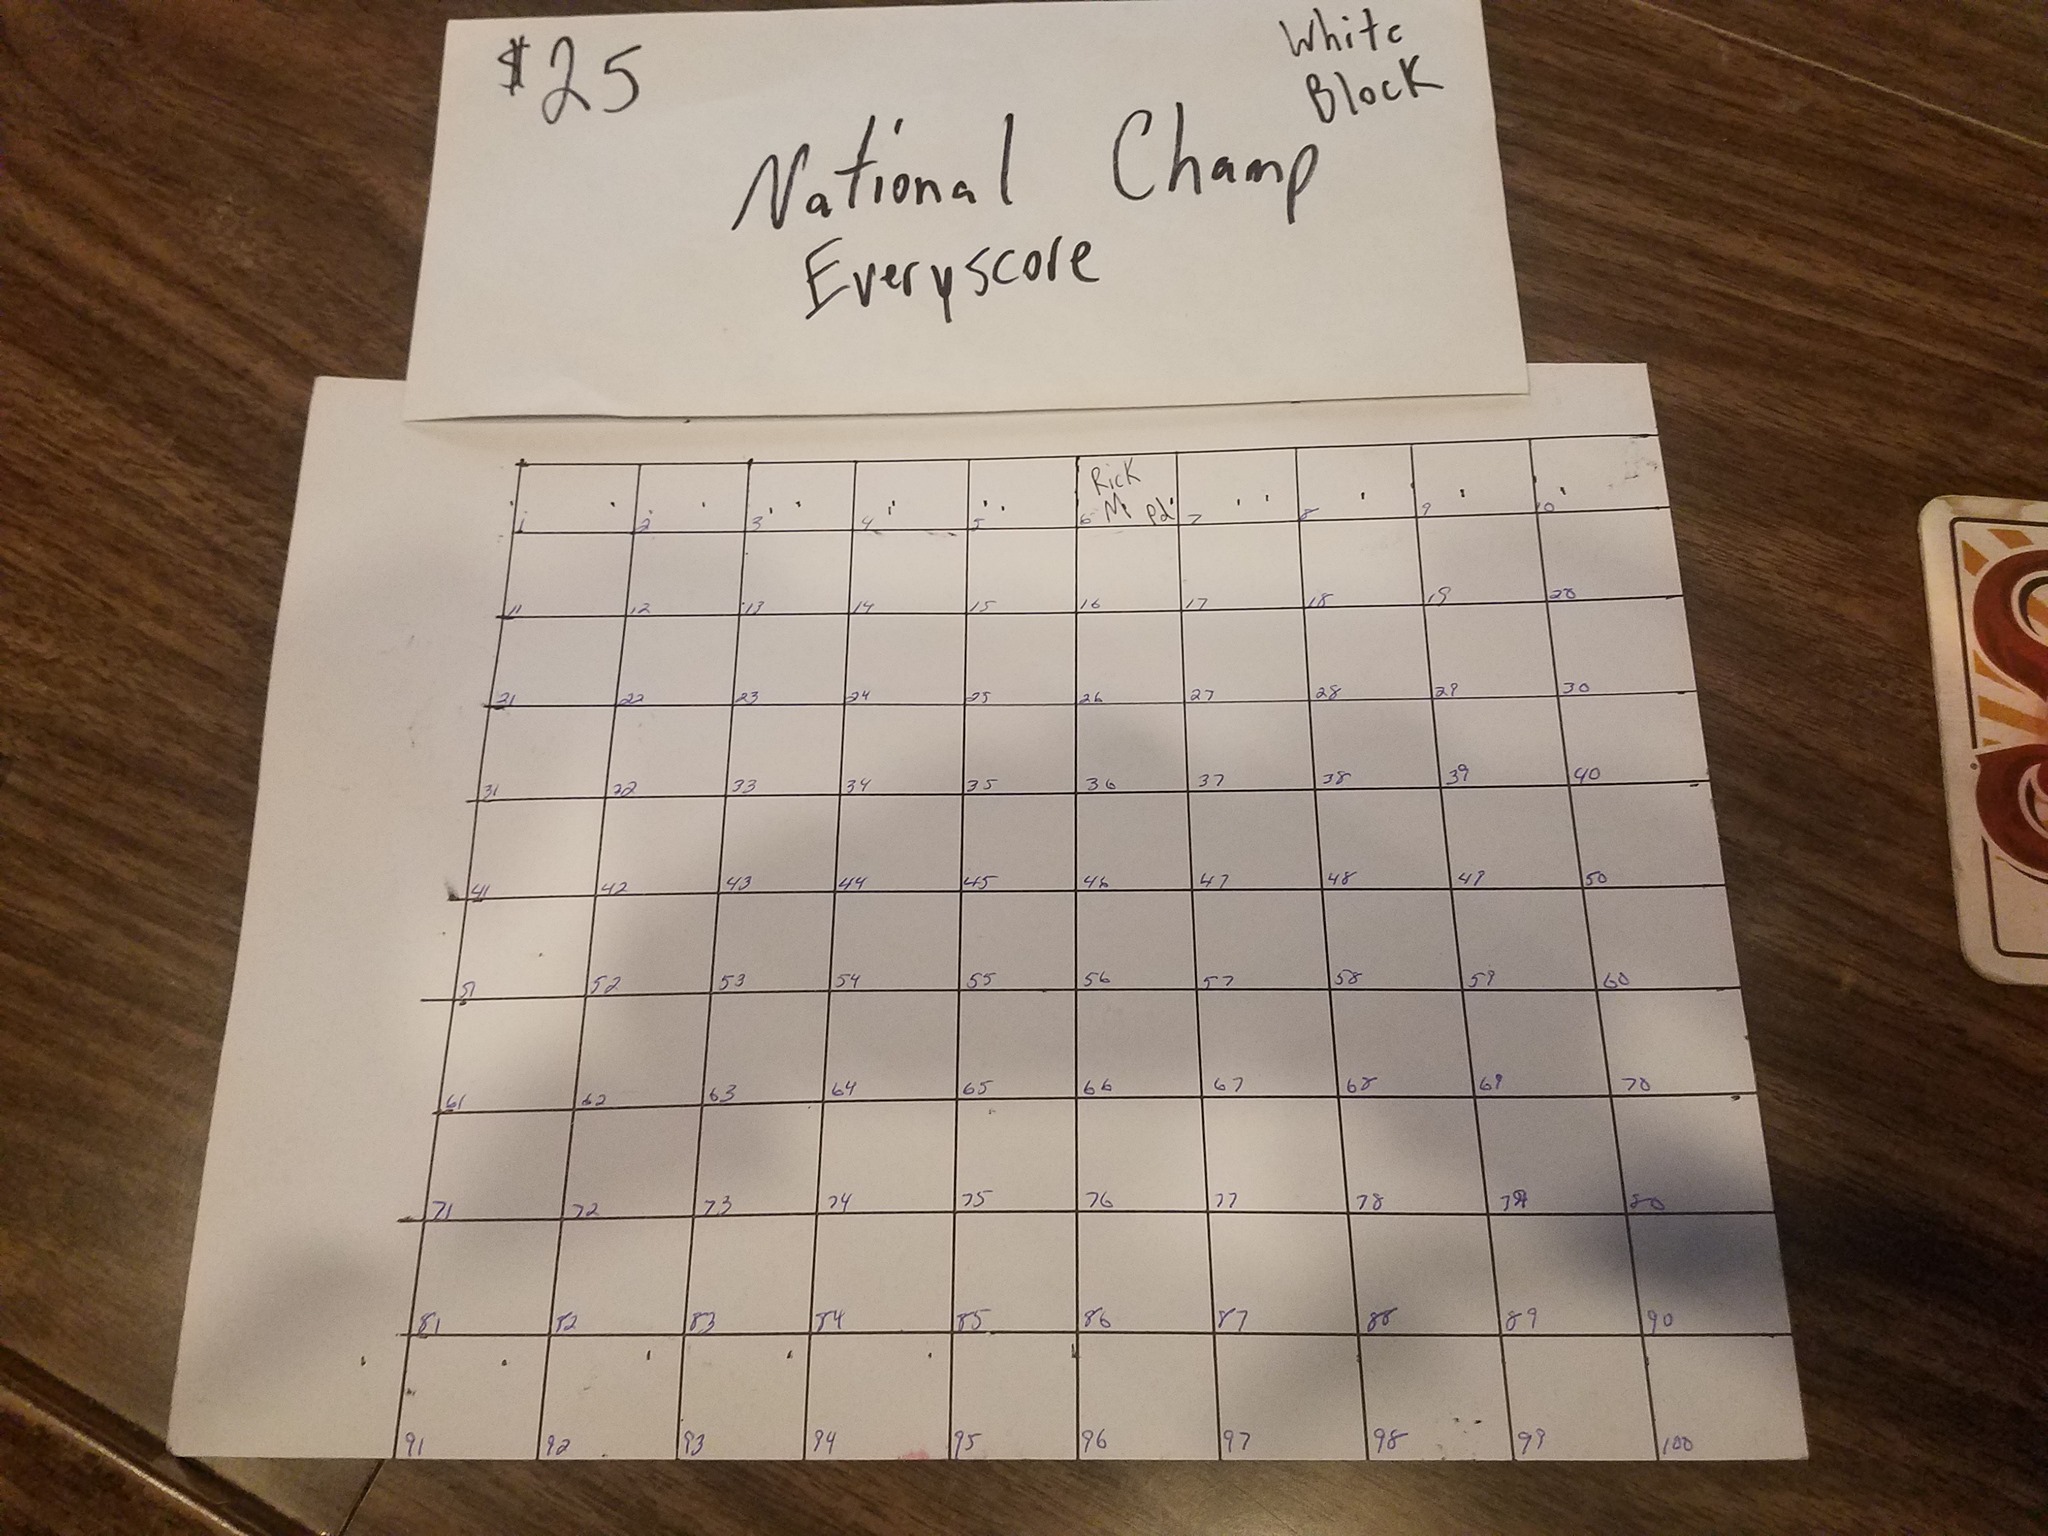 $25
White
Block
National Champ
Everyscore
Rick
M pd
1 2 3 4 5 6 7 8 9 10
11 12 13 14 15 16 17 18 19 20
21 22 23 24 25 26 27 28 29 30
31 32 33 34 35 36 37 38 39 40
41 42 43 44 45 46 47 48 49 50
51 52 53 54 55 56 57 58 59 60
61 62 63 64 65 66 67 68 69 70
71 72 73 74 75 76 77 78 79 80
81 82 83 84 85 86 87 88 89 90
91 92 93 94 95 96 97 98 99 100